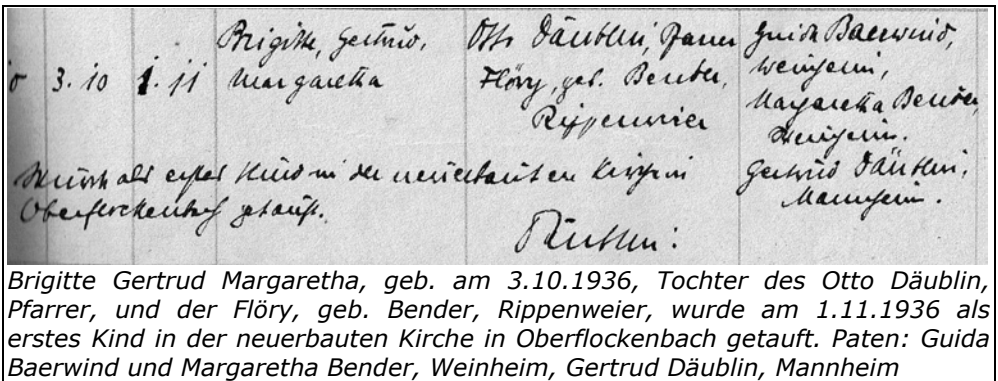 Brigitte, Gertrud, Otto Däublin, Pfarrer Guida Baerwind,
3. 10 1. 11 Margaretha Flöry, geb. Bender, Weinheim,
Rippenweier Margaretha Bender,
Weinheim.
Wurde als erstes Kind in der neuerbauten Kirche in Gertrud Däublin,
Oberflockenbach getauft. Mannheim.
Däublin.
Brigitte Gertrud Margaretha, geb. am 3.10.1936, Tochter des Otto Däublin,
Pfarrer, und der Flöry, geb. Bender, Rippenweier, wurde am 1.11.1936 als
erstes Kind in der neuerbauten Kirche in Oberflockenbach getauft. Paten: Guida
Baerwind und Margaretha Bender, Weinheim, Gertrud Däublin, Mannheim